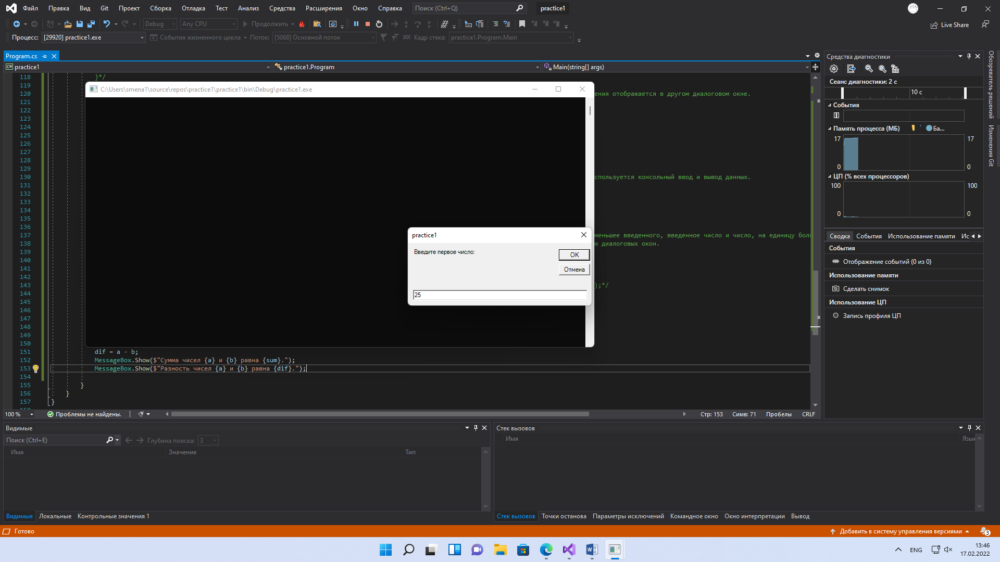 Файл Правка Вид Git Проект Сборка Отладка Тест Анализ Средства Расширения Окно Справка Поиск (Ctrl+Q) practice1
Debug Any CPU Продолжить Live Share
Процесс: [29920] practice1.exe События жизненного цикла Поток: [5068] Основной поток Кадр стека: practice1.Program.Main
Program.cs
C# practice1 practice1.Program Main(string[] args)
118 }*/
119
120 ения отображается в другом диалоговом окне.
121
122
123
124
125
126
127
128
129
130 спользуется консольный ввод и вывод данных.
131
132
133
134
135
136
137 меньшее введенного, введенное число и число, на единицу бол
138 ю диалоговых окон.
139
140
141
142
143 );*/
144
145
146
147
148
149
150
151 dif = a - b;
152 MessageBox.Show($"Сумма чисел {a} и {b} равна {sum}.");
153 MessageBox.Show($"Разность чисел {a} и {b} равна {dif}.");
154
155 }
156 }
157 }
C:\Users\smena1\source\repos\practice1\practice1\bin\Debug\practice1.exe
practice1
Введите первое число:
OK
Отмена
25
100 % Проблемы не найдены. Стр: 153 Симв: 71 Пробелы CRLF
Средства диагностики
Сеанс диагностики: 2 с
10 с
События
Память процесса (МБ) Ба...
17 17
0 0
ЦП (% всех процессоров)
100 100
0 0
Сводка События Использование памяти Ис
События
Отображение событий (0 из 0)
Использование памяти
Сделать снимок
Использование ЦП
Запись профиля ЦП
Обозреватель решений
Изменения Git
Видимые
Поиск (Ctrl+E) Глубина поиска: 3
Имя Значение Тип
Видимые Локальные Контрольные значения 1
Стек вызовов
Имя Язык
Стек вызовов Точки останова Параметры исключений Командное окно Окно интерпретации Вывод
Готово Добавить в систему управления версиями 3
ENG 13:46
17.02.2022